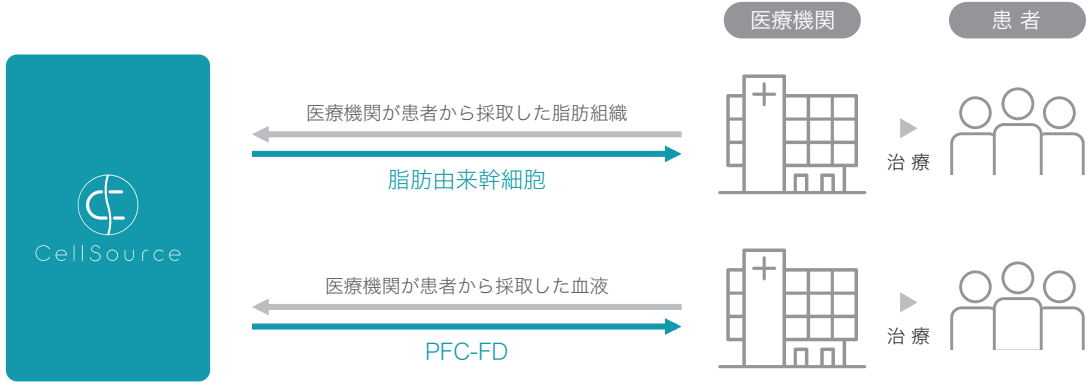 医療機関
患者
医療機関が患者から採取した脂肪組織
脂肪由来幹細胞
治療
CellSource
医療機関が患者から採取した血液
PFC-FD
治療